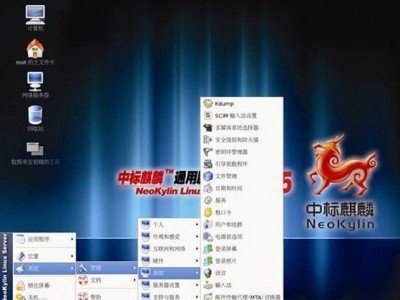 计算机
root 的主文件夹
网络服务器
回收站
数据库安装辅助工具
中标麒麟™通用
NeoKylin Linux
5
中标麒麟
NeoKylin
Kdump
SCIM 输入法设置
多媒体系统选择器
安全级别和防火墙
密钥环管理器
引导装载程序
文件管理
日期和时间
服务
根口令
用户和组群
电源首选项
登录屏幕
登录照片
语言
输入法
邮件传输代理(MTA)切换器
个人
外观和感受
互联网和网络
硬件
系统
服务器设置
支持与服务
管理
文档
帮助
应用程序
位置
系统
锁住屏幕
注销
NeoKylin Linux Server